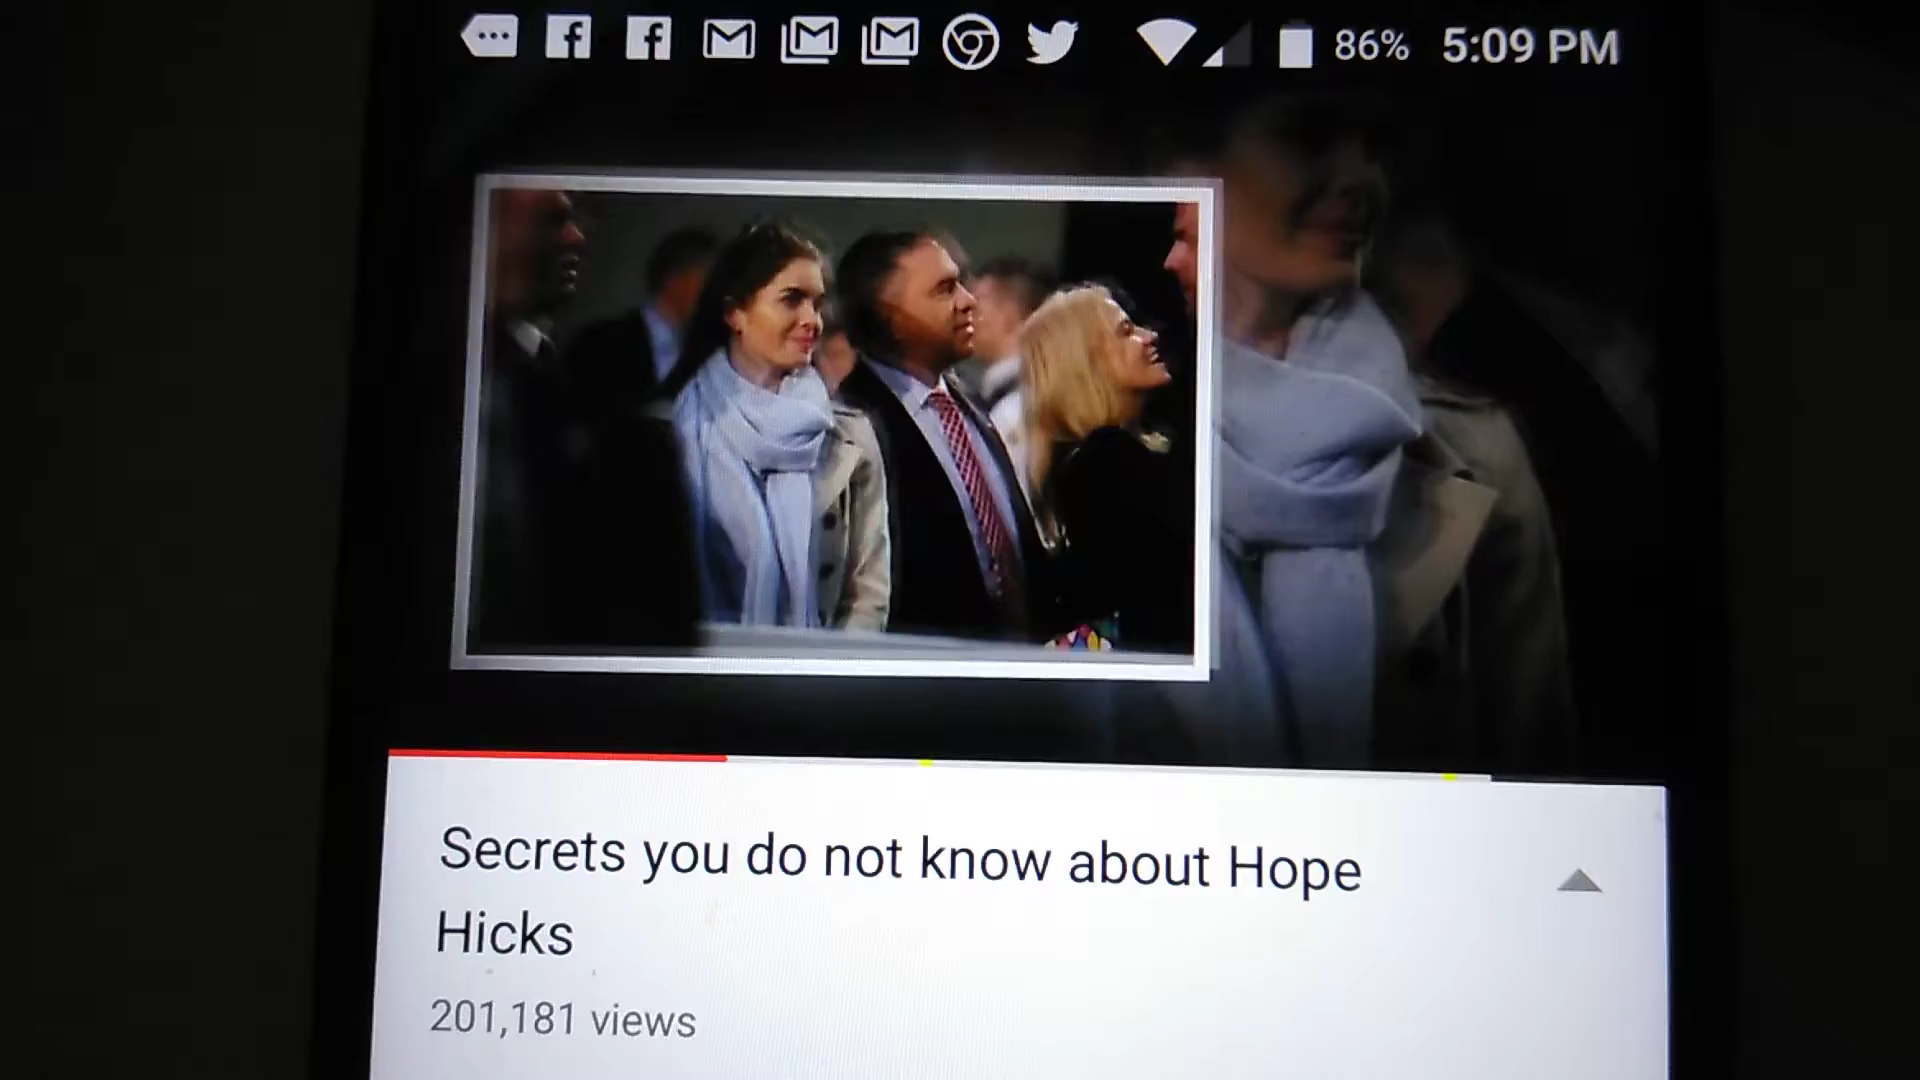 86% 5:09 PM
Secrets you do not know about Hope
Hicks
201,181 views